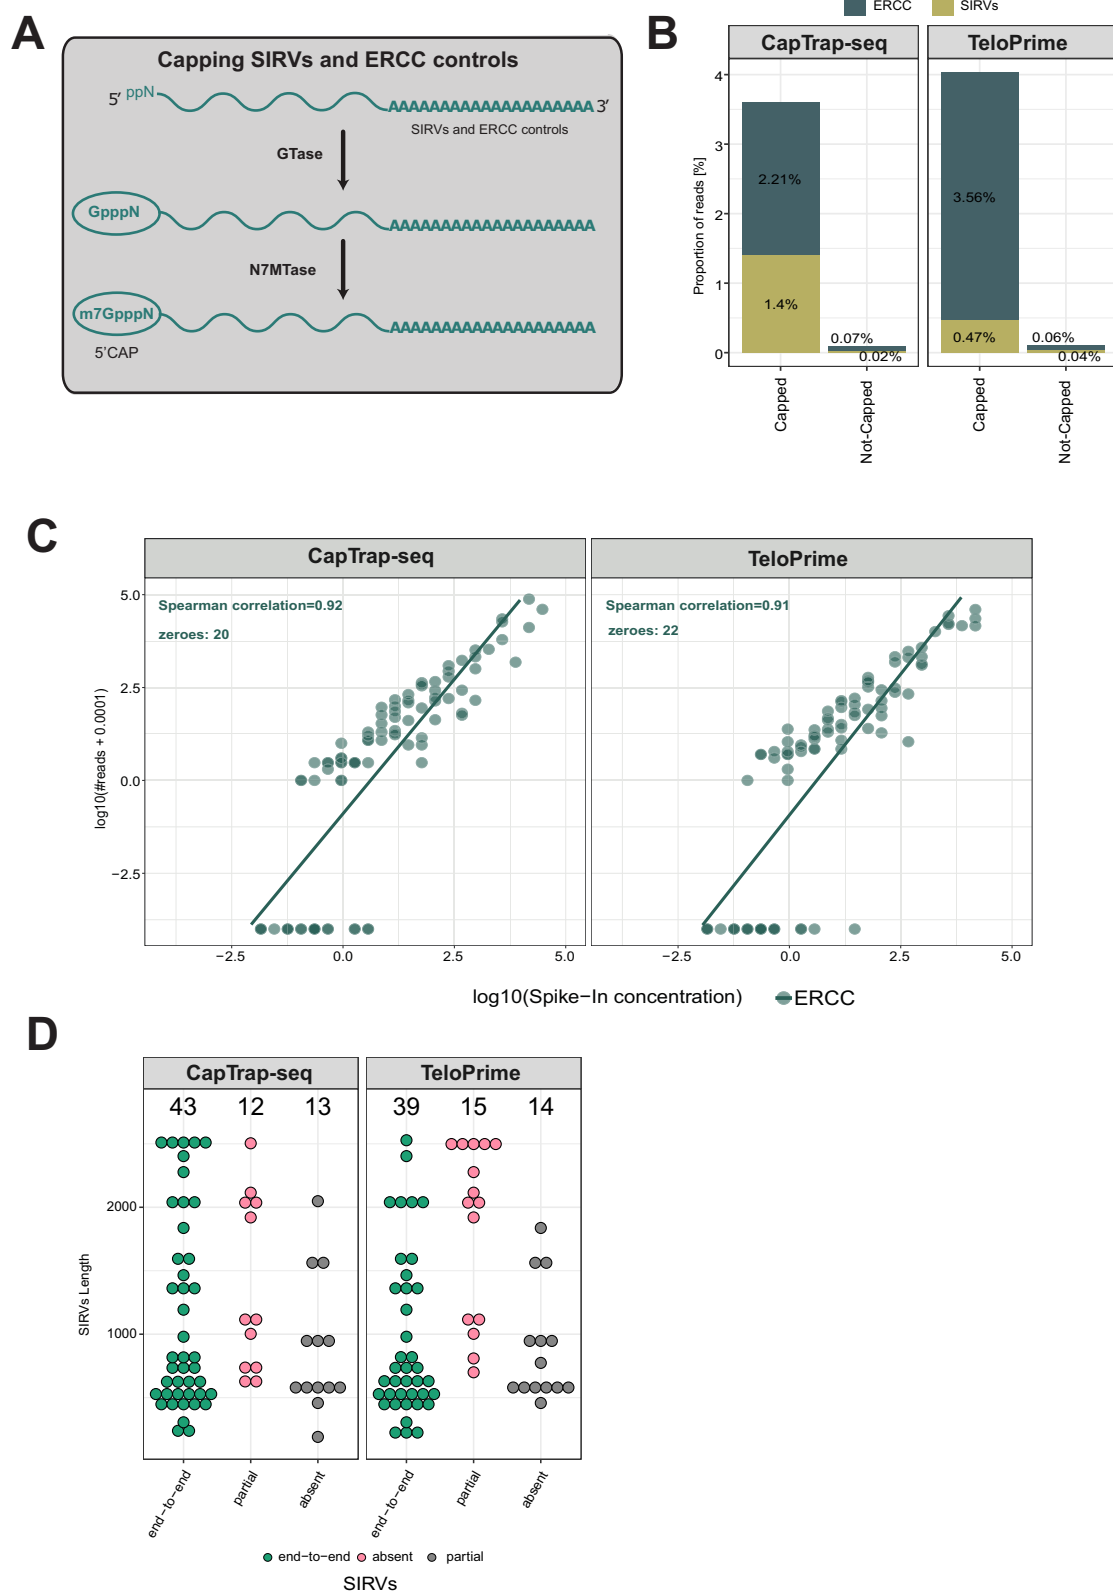 A
Capping SIRVs and ERCC controls
5′ ppN
AAAAAAAAAAAAAAAAAAA 3′
SIRVs and ERCC controls
GTase
GpppN
AAAAAAAAAAAAAAAAAAA
N7MTase
m7GpppN
AAAAAAAAAAAAAAAAAAA
5'CAP
B
ERCC SIRVs
CapTrap-seq TeloPrime
Proportion of reads [%]
4
3
2
1
0
2.21%
1.4%
0.07%
0.02%
3.56%
0.47%
0.06%
0.04%
Capped Not-Capped Capped Not-Capped
C
CapTrap-seq TeloPrime
Spearman correlation=0.92
zeroes: 20
Spearman correlation=0.91
zeroes: 22
log10(#reads + 0.0001)
5.0
2.5
0.0
−2.5
−2.5 0.0 2.5 5.0 −2.5 0.0 2.5 5.0
log10(Spike−In concentration) ERCC
D
CapTrap-seq TeloPrime
43 12 13 39 15 14
SIRVs Length
2000
1000
end−to−end partial absent end−to−end partial absent
end−to−end absent partial
SIRVs